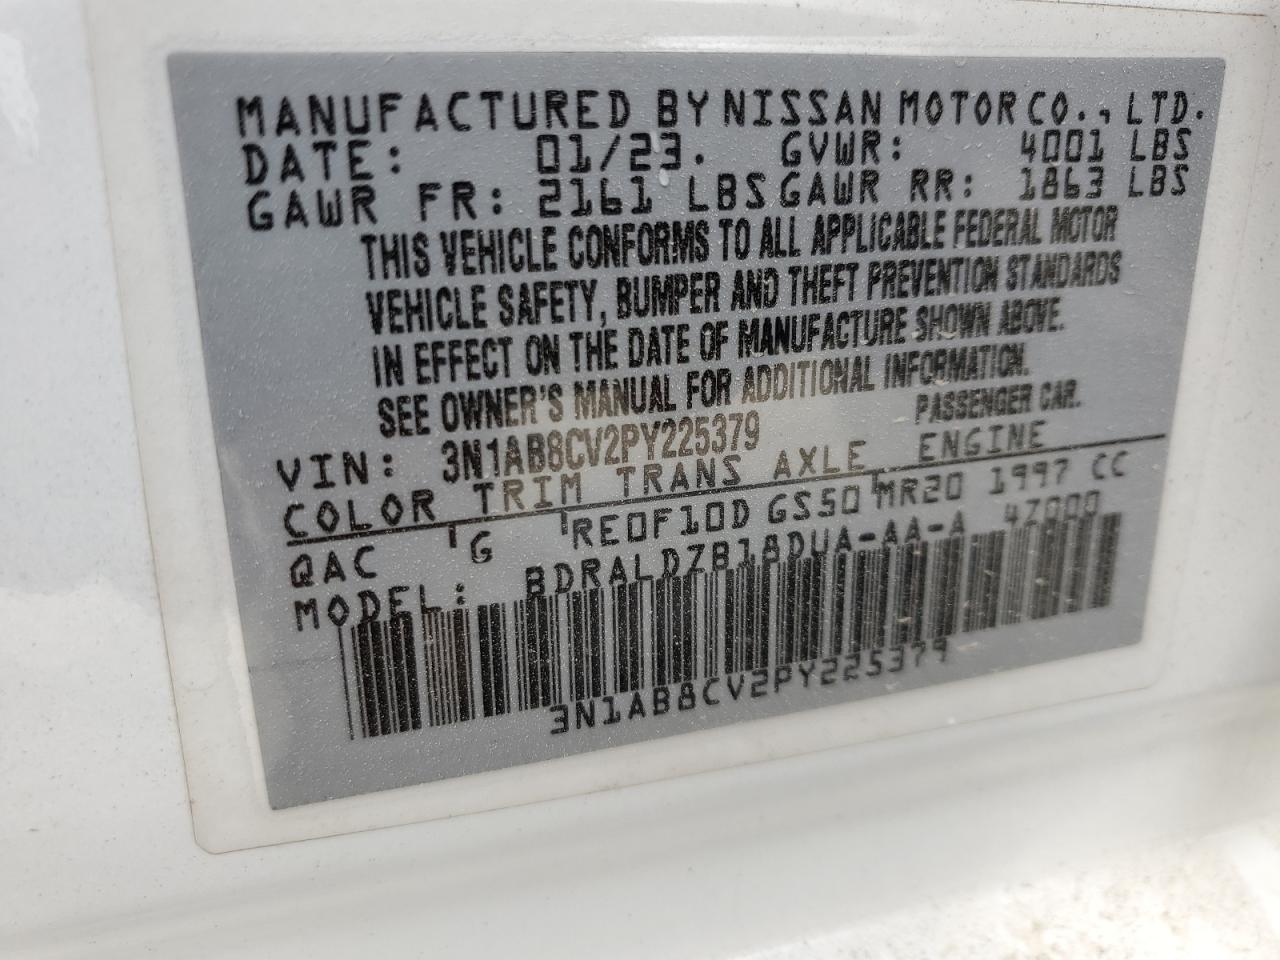 MANUFACTURED BY NISSAN MOTOR CO., LTD.
DATE: 01/23. GVWR: 4001 LBS
GAWR FR: 2161 LBS GAWR RR: 1863 LBS
THIS VEHICLE CONFORMS TO ALL APPLICABLE FEDERAL MOTOR
VEHICLE SAFETY, BUMPER AND THEFT PREVENTION STANDARDS
IN EFFECT ON THE DATE OF MANUFACTURE SHOWN ABOVE.
SEE OWNER'S MANUAL FOR ADDITIONAL INFORMATION.
VIN: 3N1AB8CV2PY225379 PASSENGER CAR.
COLOR TRIM TRANS AXLE ENGINE
QAC G RE0F10D GS50 MR20 1997 CC
MODEL: BDRALDZB18DUA-AA-A 47000
3N1AB8CV2PY225379